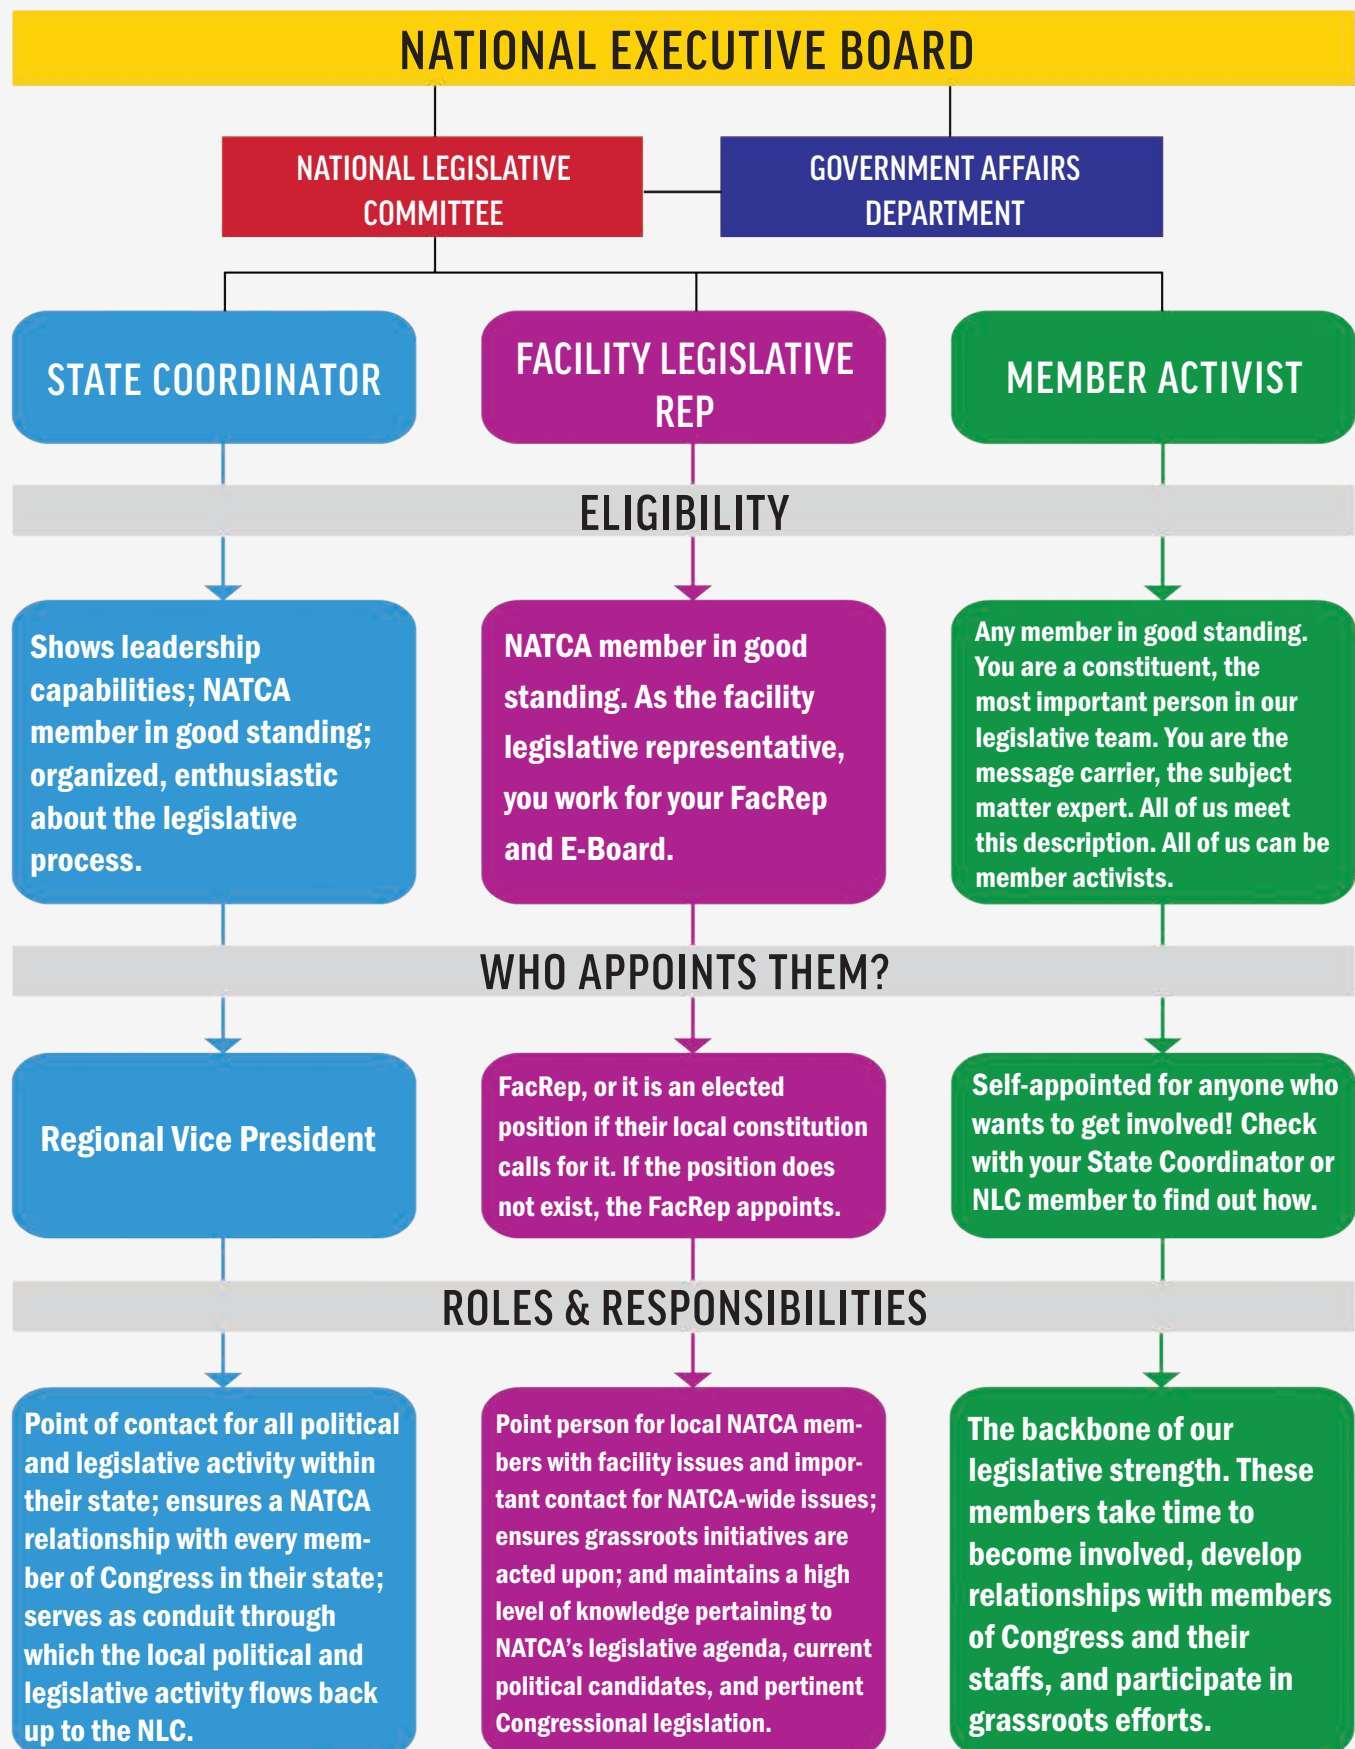 NATIONAL EXECUTIVE BOARD
NATIONAL LEGISLATIVE
COMMITTEE
GOVERNMENT AFFAIRS
DEPARTMENT
STATE COORDINATOR
FACILITY LEGISLATIVE
REP
MEMBER ACTIVIST
ELIGIBILITY
Shows leadership
capabilities; NATCA
member in good standing;
organized, enthusiastic
about the legislative
process.
NATCA member in good
standing. As the facility
legislative representative,
you work for your FacRep
and E-Board.
Any member in good standing.
You are a constituent, the
most important person in our
legislative team. You are the
message carrier, the subject
matter expert. All of us meet
this description. All of us can be
member activists.
WHO APPOINTS THEM?
Regional Vice President
FacRep, or it is an elected
position if their local constitution
calls for it. If the position does
not exist, the FacRep appoints.
Self-appointed for anyone who
wants to get involved! Check
with your State Coordinator or
NLC member to find out how.
ROLES & RESPONSIBILITIES
Point of contact for all political
and legislative activity within
their state; ensures a NATCA
relationship with every mem-
ber of Congress in their state;
serves as conduit through
which the local political and
legislative activity flows back
up to the NLC.
Point person for local NATCA mem-
bers with facility issues and impor-
tant contact for NATCA-wide issues;
ensures grassroots initiatives are
acted upon; and maintains a high
level of knowledge pertaining to
NATCA's legislative agenda, current
political candidates, and pertinent
Congressional legislation.
The backbone of our
legislative strength. These
members take time to
become involved, develop
relationships with members
of Congress and their
staffs, and participate in
grassroots efforts.